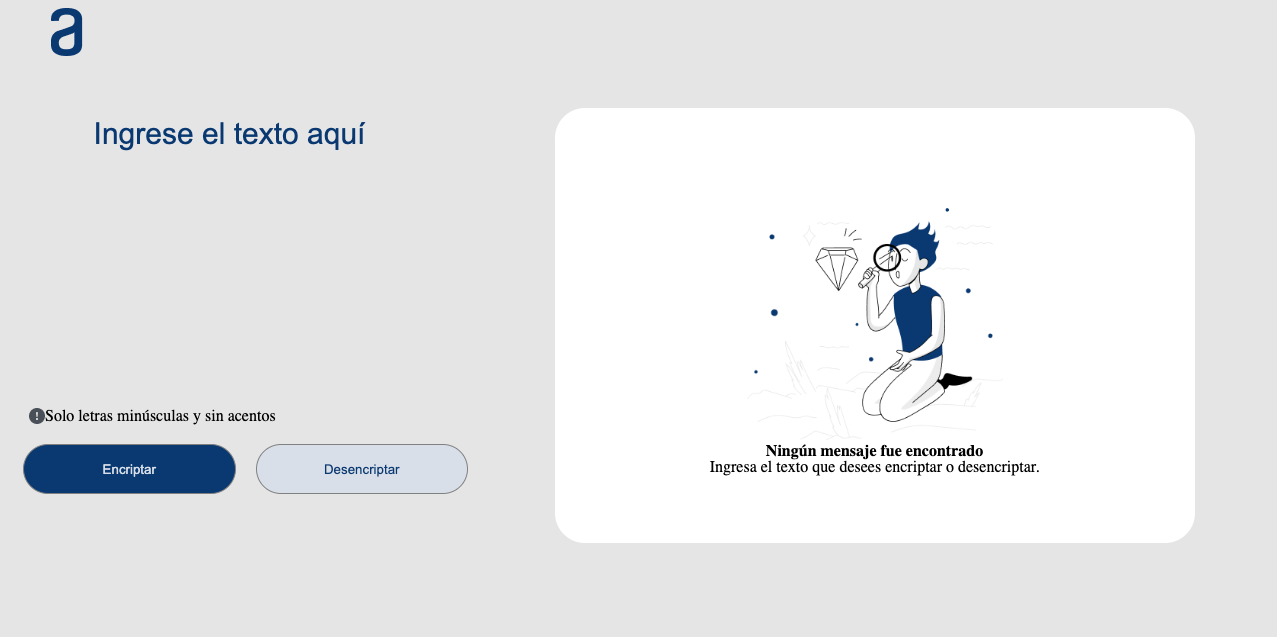 a
Ingrese el texto aquí
Solo letras minúsculas y sin acentos
Encriptar
Desencriptar
Ningún mensaje fue encontrado
Ingresa el texto que desees encriptar o desencriptar.